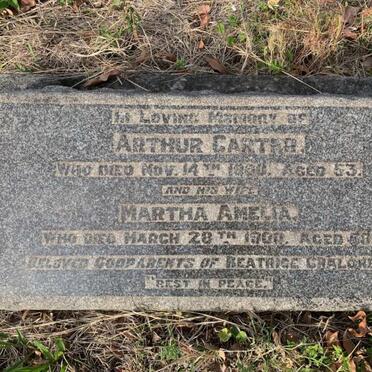 In Loving Memory of
Arthur Carter.
Who died Nov. 14th Aged 53.
and his wife
Martha Amelia.
Who died March 28th Aged
Beloved Godparents of Beatrice
"Rest in Peace."